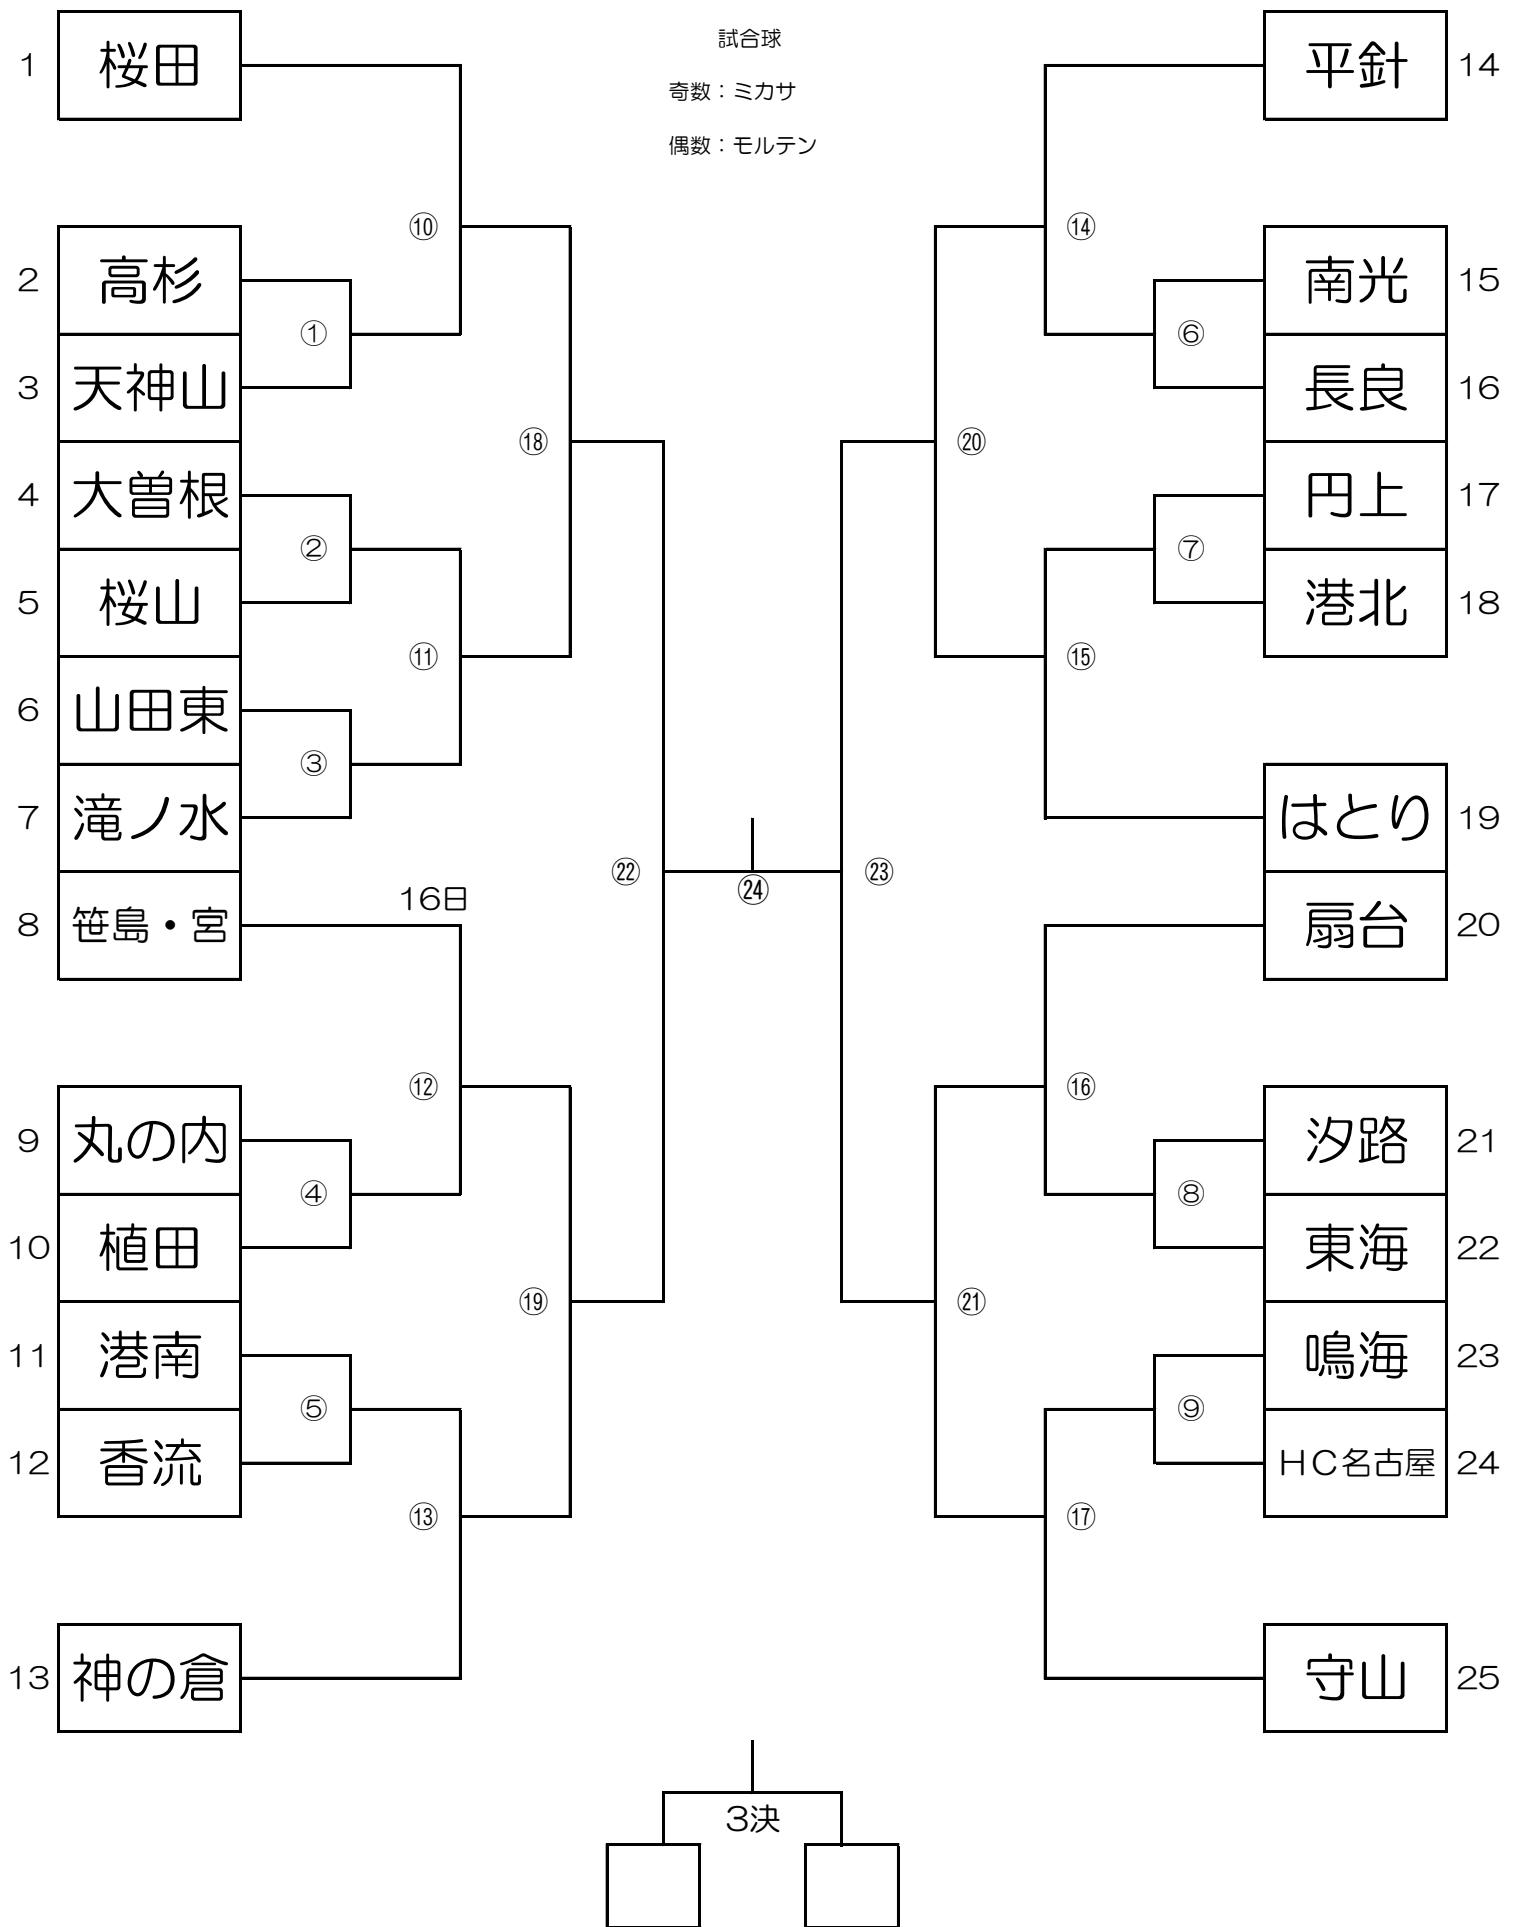 試合球
奇数：ミカサ
偶数：モルテン
1 桜田
2 高杉
3 天神山
4 大曽根
5 桜山
6 山田東
7 滝ノ水
8 笹島・宮
9 丸の内
10 植田
11 港南
12 香流
13 神の倉
①
②
③
④
⑤
⑩
⑪
16日
⑫
⑬
⑱
⑲
㉒
㉔
㉓
⑳
㉑
⑭
⑮
⑯
⑰
⑥
⑦
⑧
⑨
平針 14
南光 15
長良 16
円上 17
港北 18
はとり 19
扇台 20
汐路 21
東海 22
鳴海 23
ＨＣ名古屋 24
守山 25
3決